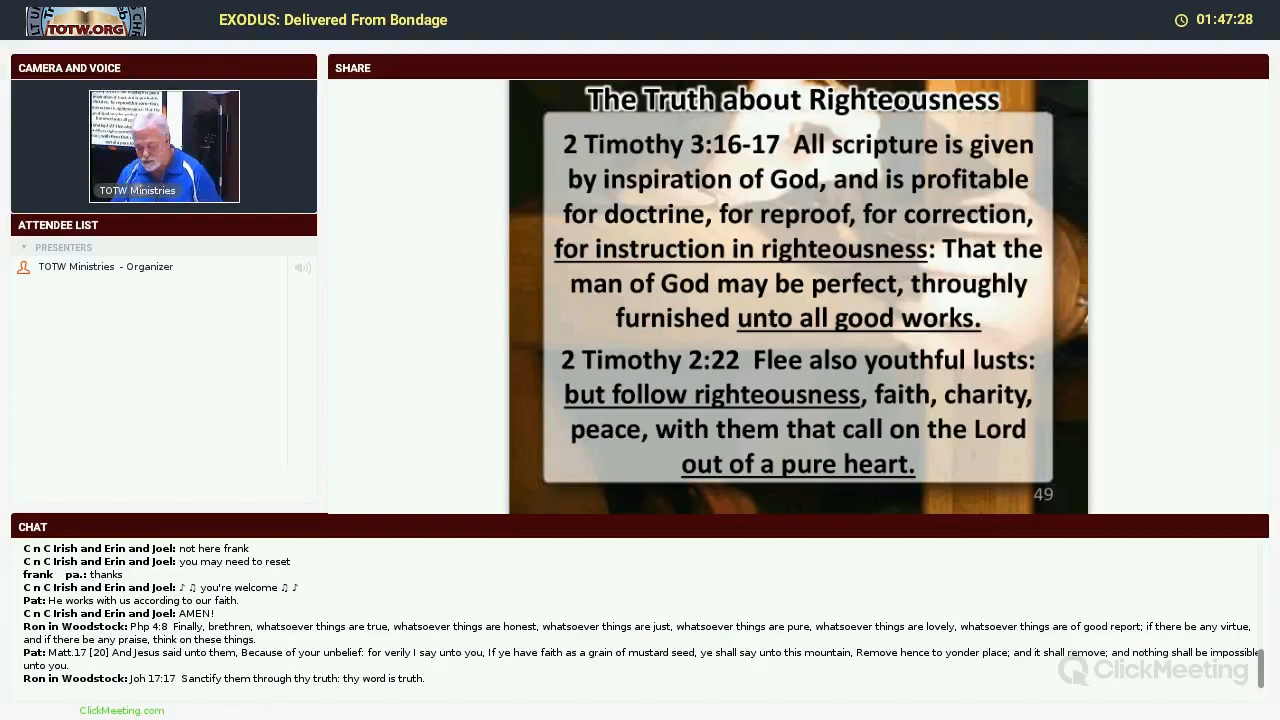 TOTW.ORG
EXODUS: Delivered From Bondage
01:47:28
CAMERA AND VOICE
TOTW Ministries
ATTENDEE LIST
PRESENTERS
TOTW Ministries - Organizer
SHARE
The Truth about Righteousness
2 Timothy 3:16-17 All scripture is given
by inspiration of God, and is profitable
for doctrine, for reproof, for correction,
for instruction in righteousness: That the
man of God may be perfect, throughly
furnished unto all good works.
2 Timothy 2:22 Flee also youthful lusts:
but follow righteousness, faith, charity,
peace, with them that call on the Lord
out of a pure heart.
49
CHAT
C n C Irish and Erin and Joel: not here frank
C n C Irish and Erin and Joel: you may need to reset
frank pa.: thanks
C n C Irish and Erin and Joel: ♪ ♫ you're welcome ♫ ♪
Pat: He works with us according to our faith.
C n C Irish and Erin and Joel: AMEN!
Ron in Woodstock: Php 4:8 Finally, brethren, whatsoever things are true, whatsoever things are honest, whatsoever things are just, whatsoever things are pure, whatsoever things are lovely, whatsoever things are of good report; if there be any virtue,
and if there be any praise, think on these things.
Pat: Matt.17 [20] And Jesus said unto them, Because of your unbelief: for verily I say unto you, If ye have faith as a grain of mustard seed, ye shall say unto this mountain, Remove hence to yonder place; and it shall remove; and nothing shall be impossible
unto you.
Ron in Woodstock: Joh 17:17 Sanctify them through thy truth: thy word is truth.
ClickMeeting
ClickMeeting.com